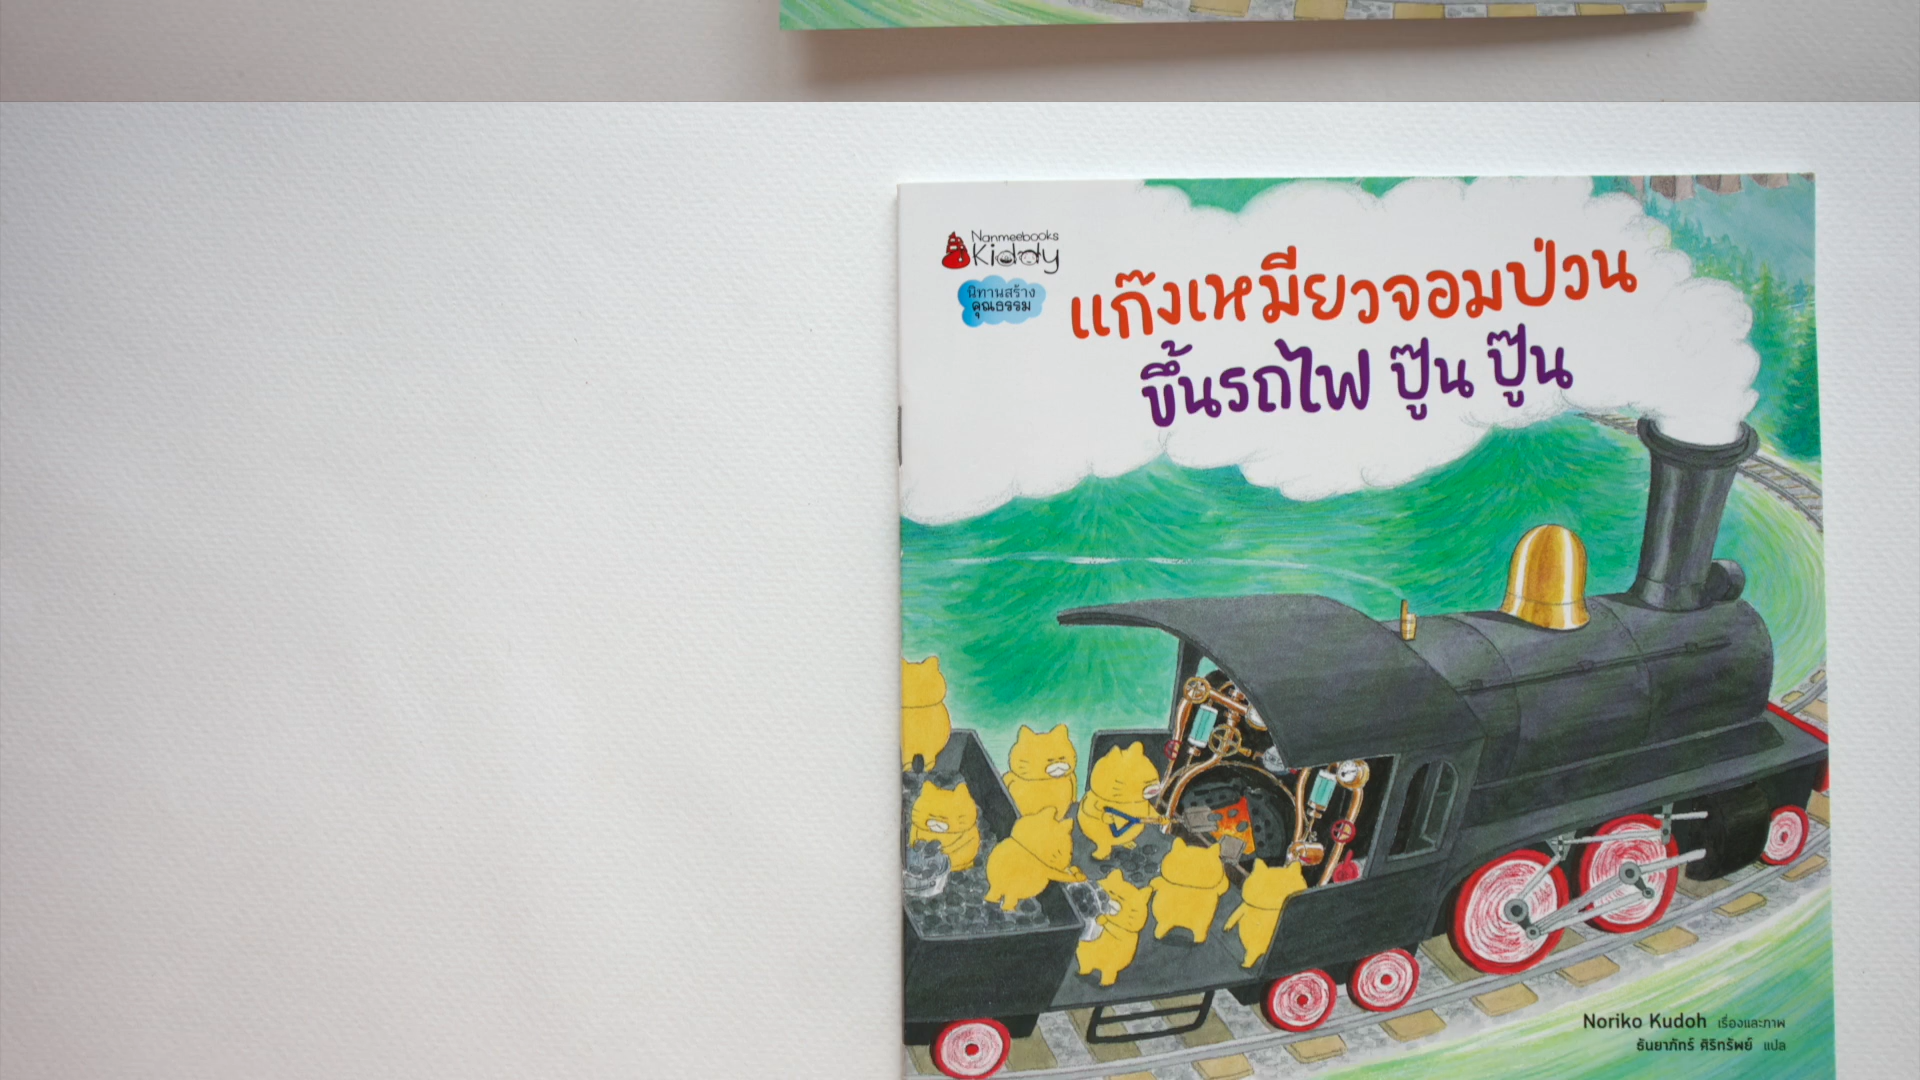 Nanmeebooks
Kiddy
นิทานสร้าง
คุณธรรม
แก๊งเหมียวจอมป่วน
ขึ้นรถไฟ ปู๊น ปู๊น
Noriko Kudoh เรื่องและภาพ
ธันยาภัทร์ ศิริทรัพย์ แปล